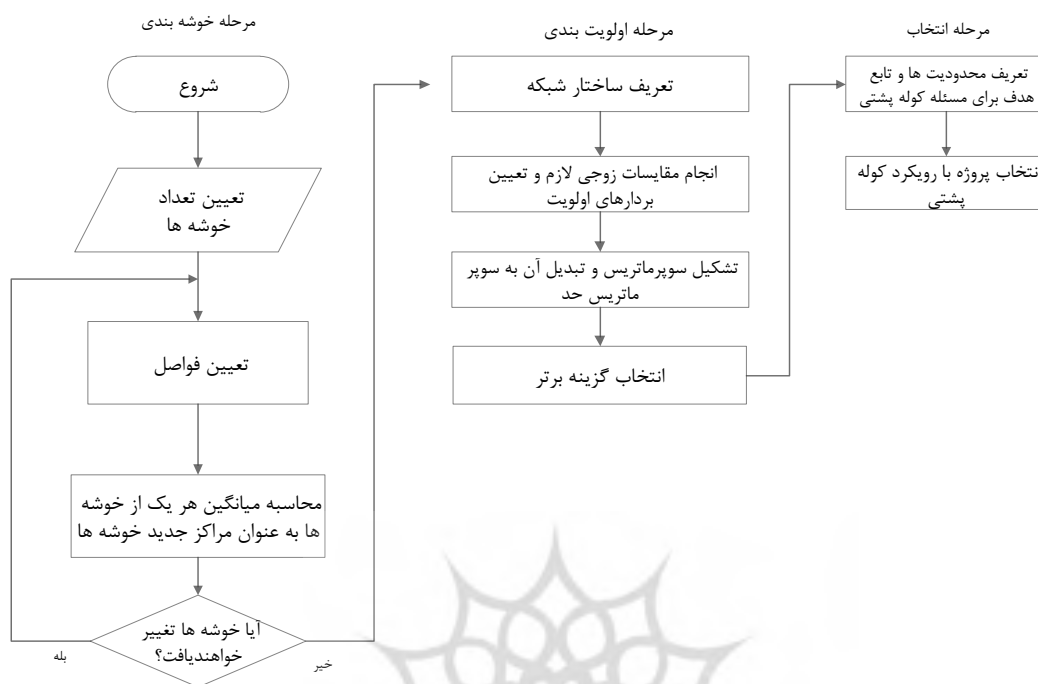 مرحله خوشه بندی
شروع
تعیین تعداد
خوشه ها
تعیین فواصل
محاسبه میانگین هر یک از خوشه
ها به عنوان مراکز جدید خوشه ها
آیا خوشه ها تغییر
خواهندیافت؟
بله
خیر
مرحله اولویت بندی
تعریف ساختار شبکه
انجام مقایسات زوجی لازم و تعیین
بردارهای اولویت
تشکیل سوپرماتریس و تبدیل آن به سوپر
ماتریس حد
انتخاب گزینه برتر
مرحله انتخاب
تعریف محدودیت ها و تابع
هدف برای مسئله کوله پشتی
نتخاب پروژه با رویکرد کوله
پشتی